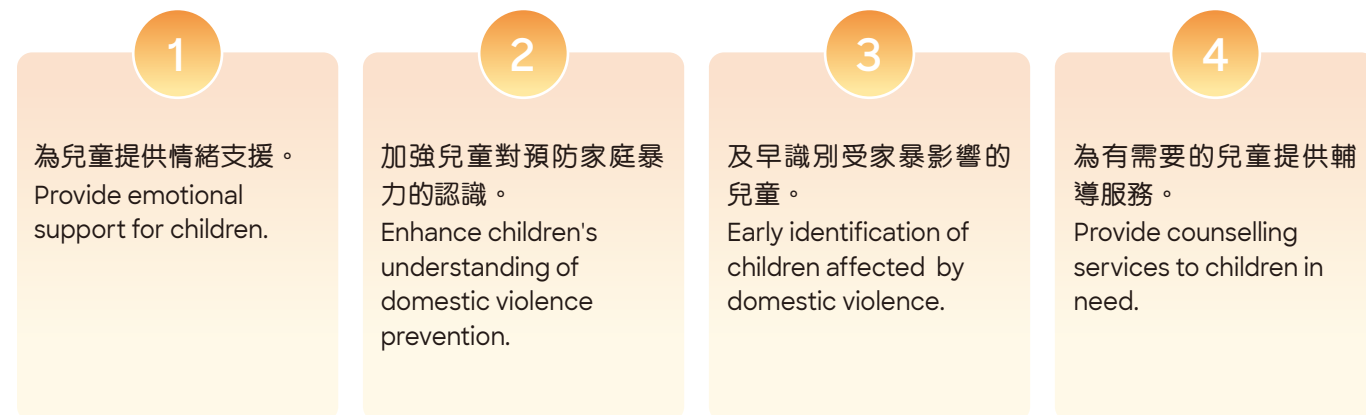 1
為兒童提供情緒支援。
Provide emotional
support for children.
2
加強兒童對預防家庭暴
力的認識。
Enhance children's
understanding of
domestic violence
prevention.
3
及早識別受家暴影響的
兒童。
Early identification of
children affected by
domestic violence.
4
為有需要的兒童提供輔
導服務。
Provide counselling
services to children in
need.